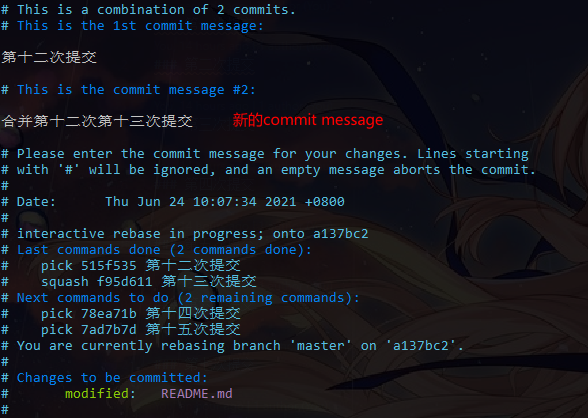 # This is a combination of 2 commits.
# This is the 1st commit message:
第十二次提交
# This is the commit message #2:
合并第十二次第十三次提交 新的commit message
# Please enter the commit message for your changes. Lines starting
# with '#' will be ignored, and an empty message aborts the commit.
#
# Date:      Thu Jun 24 10:07:34 2021 +0800
#
# interactive rebase in progress; onto a137bc2
# Last commands done (2 commands done):
#    pick 515f535 第十二次提交
#    squash f95d611 第十三次提交
# Next commands to do (2 remaining commands):
#    pick 78ea71b 第十四次提交
#    pick 7ad7b7d 第十五次提交
# You are currently rebasing branch 'master' on 'a137bc2'.
#
# Changes to be committed:
#       modified:   README.md
#